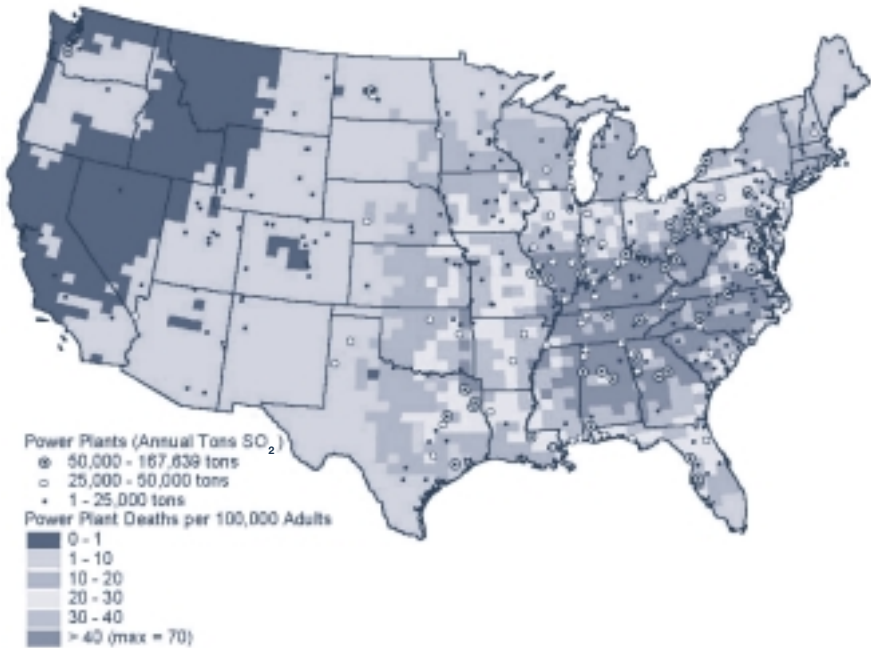 Power Plants (Annual Tons SO₂)
50,000 - 167,639 tons
25,000 - 50,000 tons
1 - 25,000 tons
Power Plant Deaths per 100,000 Adults
0 - 1
1 - 10
10 - 20
20 - 30
30 - 40
> 40 (max = 70)